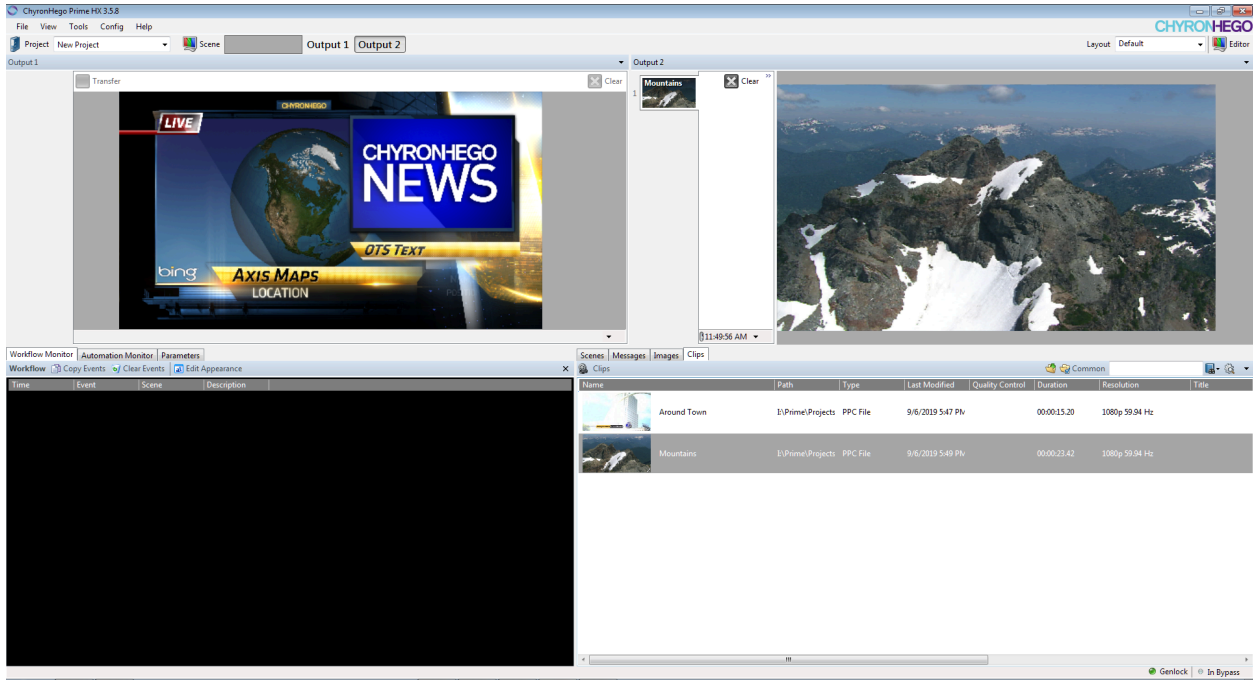 ChyronHego Prime HX 3.5.8
File View Tools Config Help
CHYRONHEGO
Project New Project Scene Output 1 Output 2 Layout Default Editor
Output 1
Transfer Clear
CHYRONHEGO
LIVE
CHYRONHEGO
NEWS
OTS TEXT
bing
AXIS MAPS
LOCATION
Output 2
1 Mountains
Clear
11:49:56 AM
Workflow Monitor Automation Monitor Parameters
Workflow Copy Events Clear Events Edit Appearance
Time Event Scene Description
Scenes Messages Images Clips
Clips Common
Name Path Type Last Modified Quality Control Duration Resolution Title
Around Town I:\Prime\Projects PPC File 9/6/2019 5:47 PM 00:00:15.20 1080p 59.94 Hz
Mountains I:\Prime\Projects PPC File 9/6/2019 5:49 PM 00:00:23.42 1080p 59.94 Hz
Genlock In Bypass